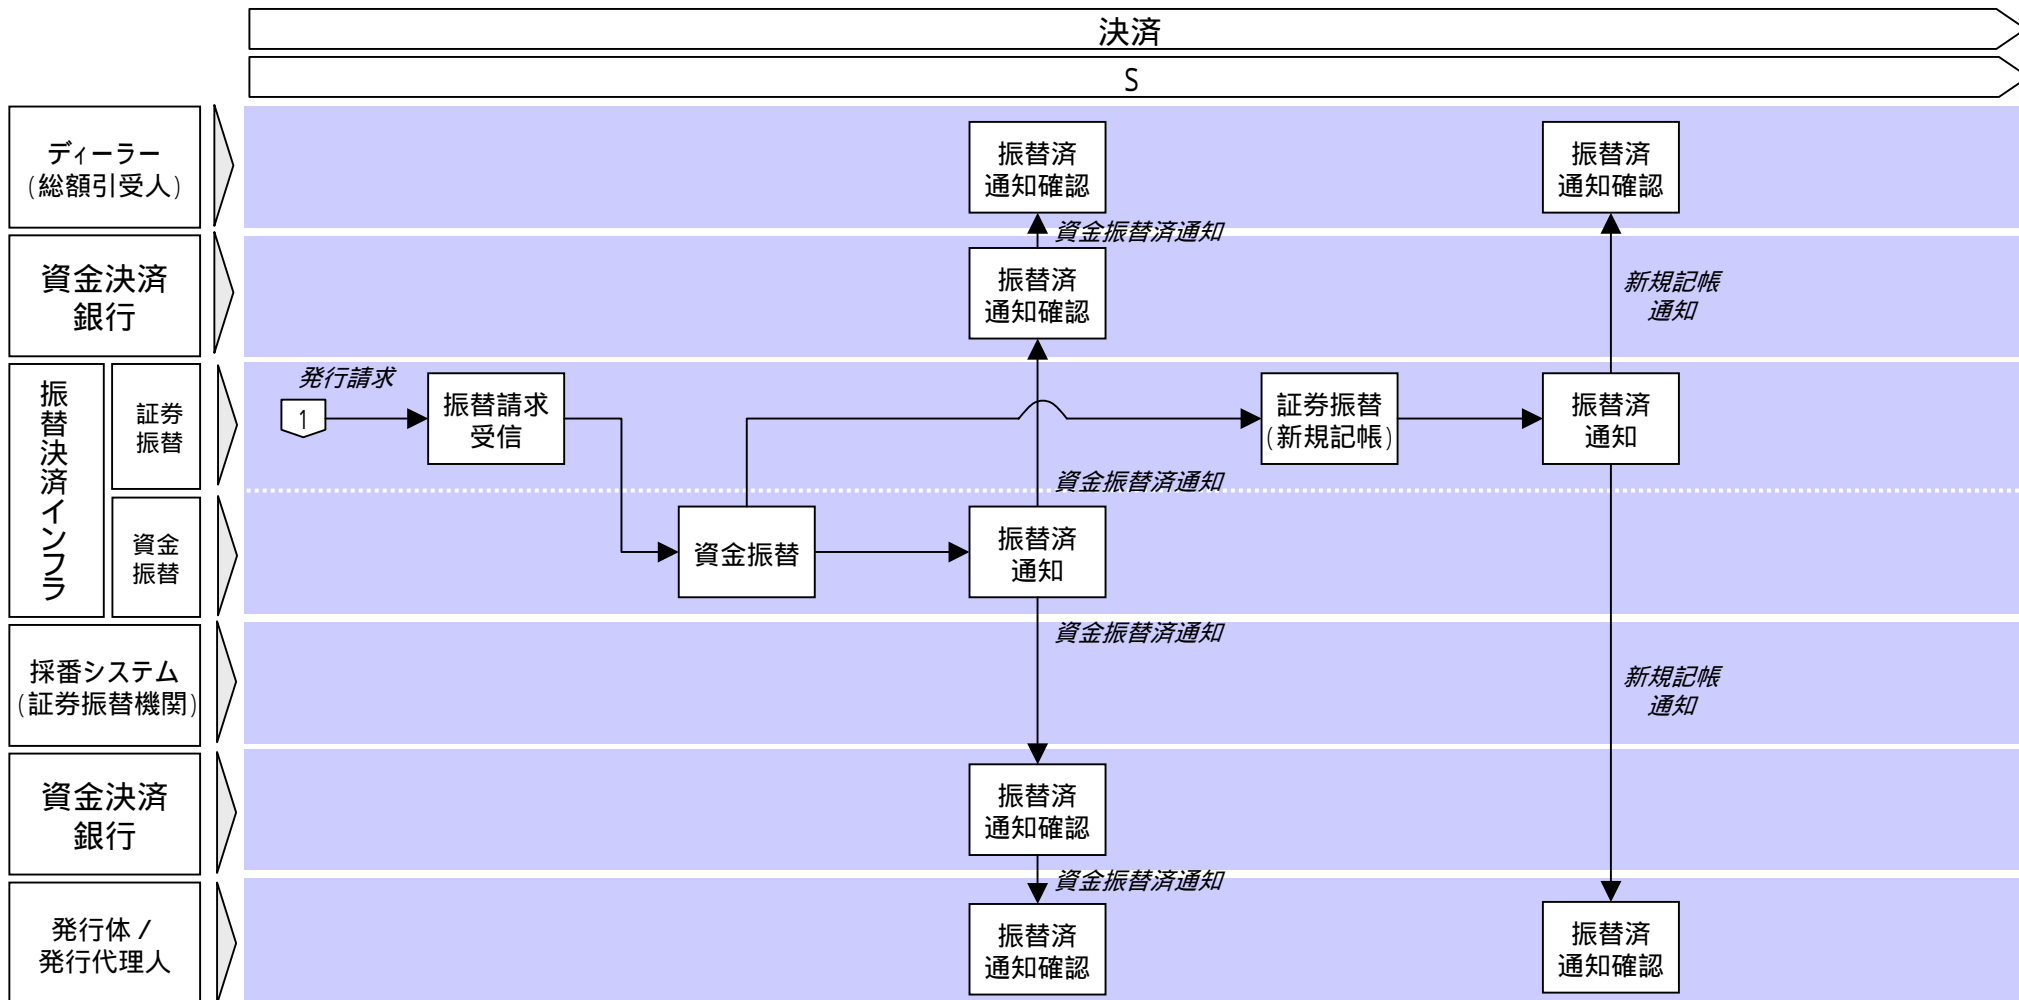 決済
S
ディーラー
(総額引受人)
振替済
通知確認
振替済
通知確認
資金振替済通知
資金決済
銀行
振替済
通知確認
新規記帳
通知
振替決済インフラ
証券
振替
発行請求
1
振替請求
受信
証券振替
(新規記帳)
振替済
通知
資金振替済通知
資金
振替
資金振替
振替済
通知
採番システム
(証券振替機関)
資金振替済通知
新規記帳
通知
資金決済
銀行
振替済
通知確認
資金振替済通知
発行体 /
発行代理人
振替済
通知確認
振替済
通知確認